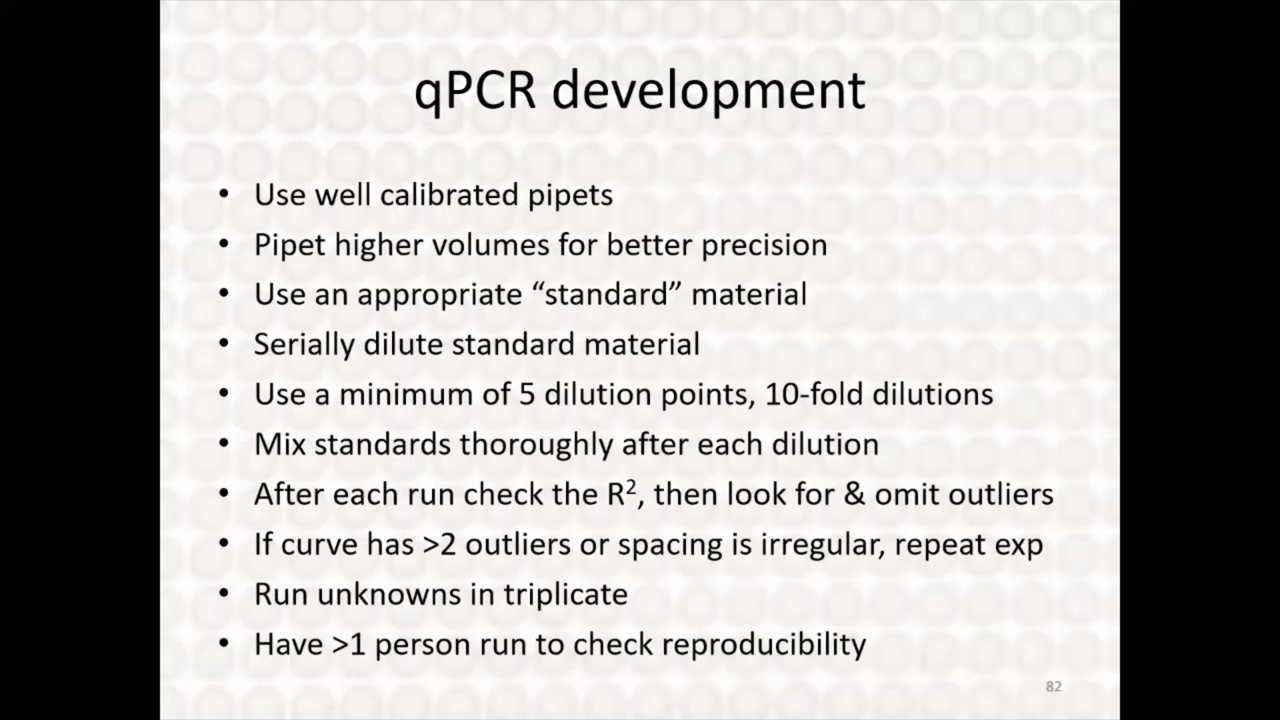 qPCR development
• Use well calibrated pipets
• Pipet higher volumes for better precision
• Use an appropriate “standard” material
• Serially dilute standard material
• Use a minimum of 5 dilution points, 10-fold dilutions
• Mix standards thoroughly after each dilution
• After each run check the R², then look for & omit outliers
• If curve has >2 outliers or spacing is irregular, repeat exp
• Run unknowns in triplicate
• Have >1 person run to check reproducibility
82